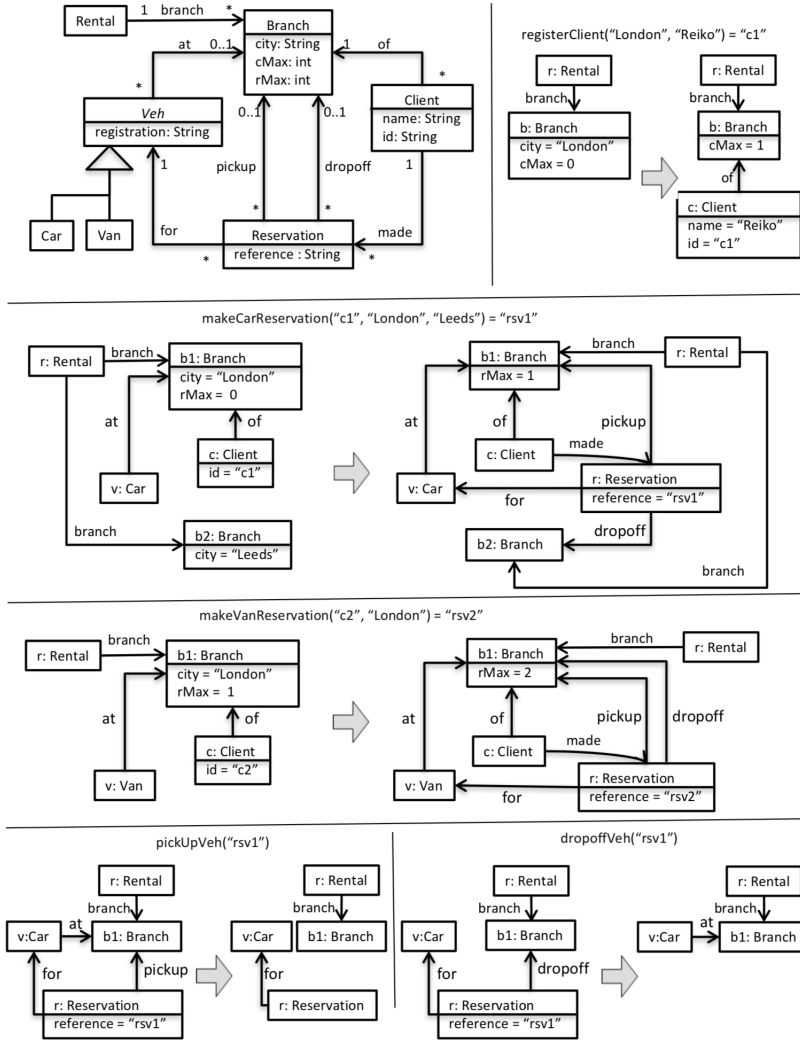 Rental
1
branch
*
Branch
city: String
cMax: int
rMax: int
at
0..1
1
of
*
*
Veh
registration: String
Client
name: String
id: String
0..1
0..1
1
pickup
dropoff
1
Car
Van
for
*
*
*
Reservation
reference : String
made
*
registerClient(“London”, “Reiko”) = “c1”
r: Rental
branch
b: Branch
city = “London”
cMax = 0
r: Rental
branch
b: Branch
cMax = 1
of
c: Client
name = “Reiko”
id = “c1”
makeCarReservation(“c1”, “London”, “Leeds”) = “rsv1”
r: Rental
branch
b1: Branch
city = “London”
rMax = 0
at
of
c: Client
id = “c1”
v: Car
branch
b2: Branch
city = “Leeds”
b1: Branch
rMax = 1
branch
r: Rental
at
of
pickup
made
c: Client
v: Car
for
r: Reservation
reference = “rsv1”
dropoff
b2: Branch
branch
makeVanReservation(“c2”, “London”) = “rsv2”
r: Rental
branch
b1: Branch
city = “London”
rMax = 1
at
of
c: Client
id = “c2”
v: Van
b1: Branch
rMax = 2
branch
r: Rental
at
of
pickup
dropoff
made
c: Client
v: Van
for
r: Reservation
reference = “rsv2”
pickUpVeh(“rsv1”)
r: Rental
branch
v:Car
at
b1: Branch
for
pickup
r: Reservation
reference = “rsv1”
r: Rental
branch
v:Car
b1: Branch
for
r: Reservation
dropoffVeh(“rsv1”)
r: Rental
branch
v:Car
b1: Branch
for
dropoff
r: Reservation
reference = “rsv1”
r: Rental
branch
v:Car
at
b1: Branch